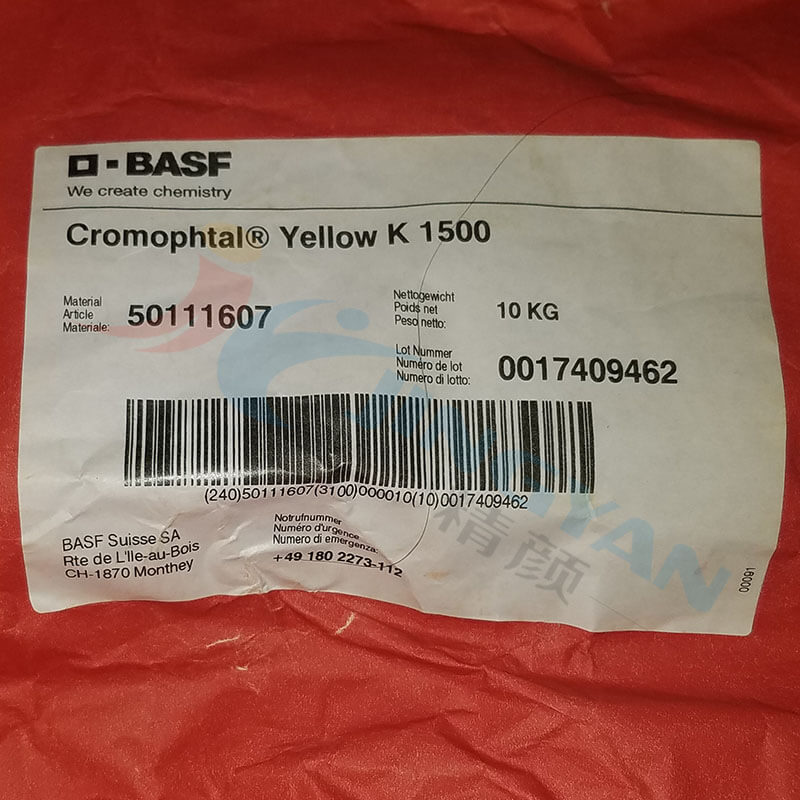 BASF
We create chemistry
Cromophtal® Yellow K 1500
Material
Article
Materiale:
50111607
Nettogewicht
Poids net
Peso netto:
10 KG
Lot Nummer
Numéro de lot
Numero di lotto:
0017409462
(240)50111607(3100)000010(10)0017409462
BASF Suisse SA
Rte de L'Ile-au-Bois
CH-1870 Monthey
Notrufnummer
Numéro d'urgence
Numero di emergenza:
+49 180 2273-112
00091
JINGYAN
精颜